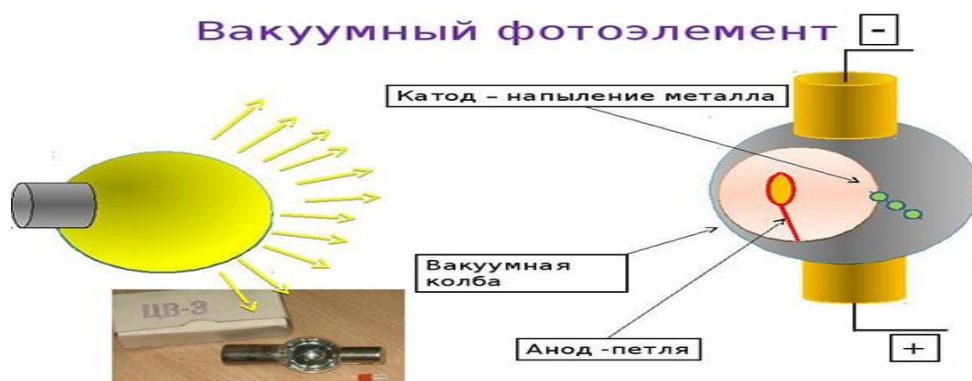 Вакуумный фотоэлемент
-
Катод – напыление металла
Вакуумная
колба
ЦВ-3
Анод -петля
+